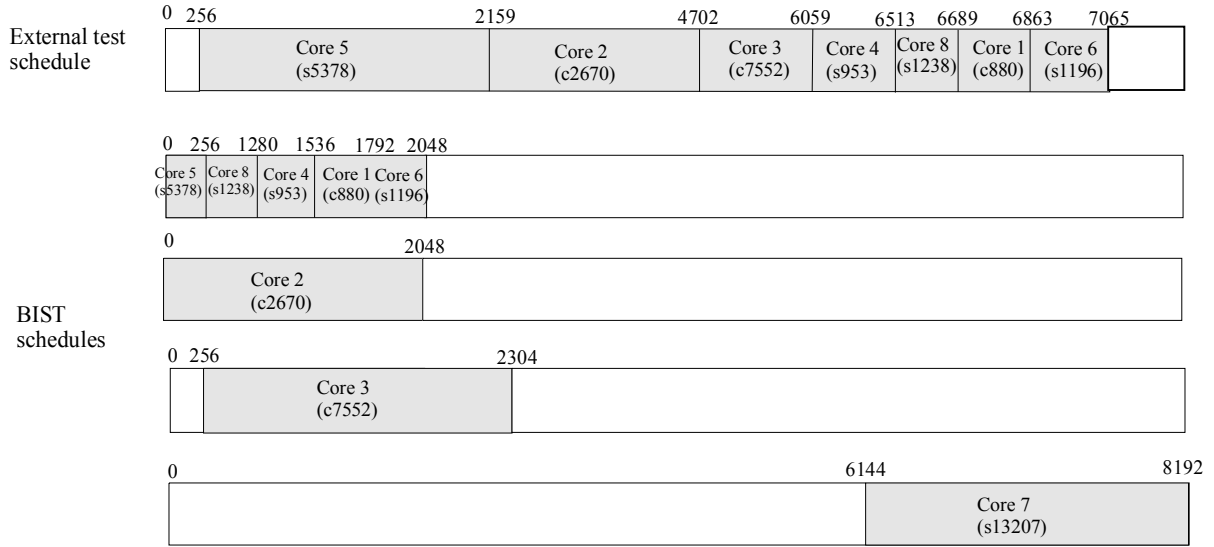 0 256 2159 4702 6059 6513 6689 6863 7065
External test
schedule
Core 5
(s5378)
Core 2
(c2670)
Core 3
(c7552)
Core 4
(s953)
Core 8
(s1238)
Core 1
(c880)
Core 6
(s1196)
0 256 1280 1536 1792 2048
Core 5
(s5378)
Core 8
(s1238)
Core 4
(s953)
Core 1
(c880)
Core 6
(s1196)
0 2048
Core 2
(c2670)
BIST
schedules
0 256 2304
Core 3
(c7552)
0 6144 8192
Core 7
(s13207)